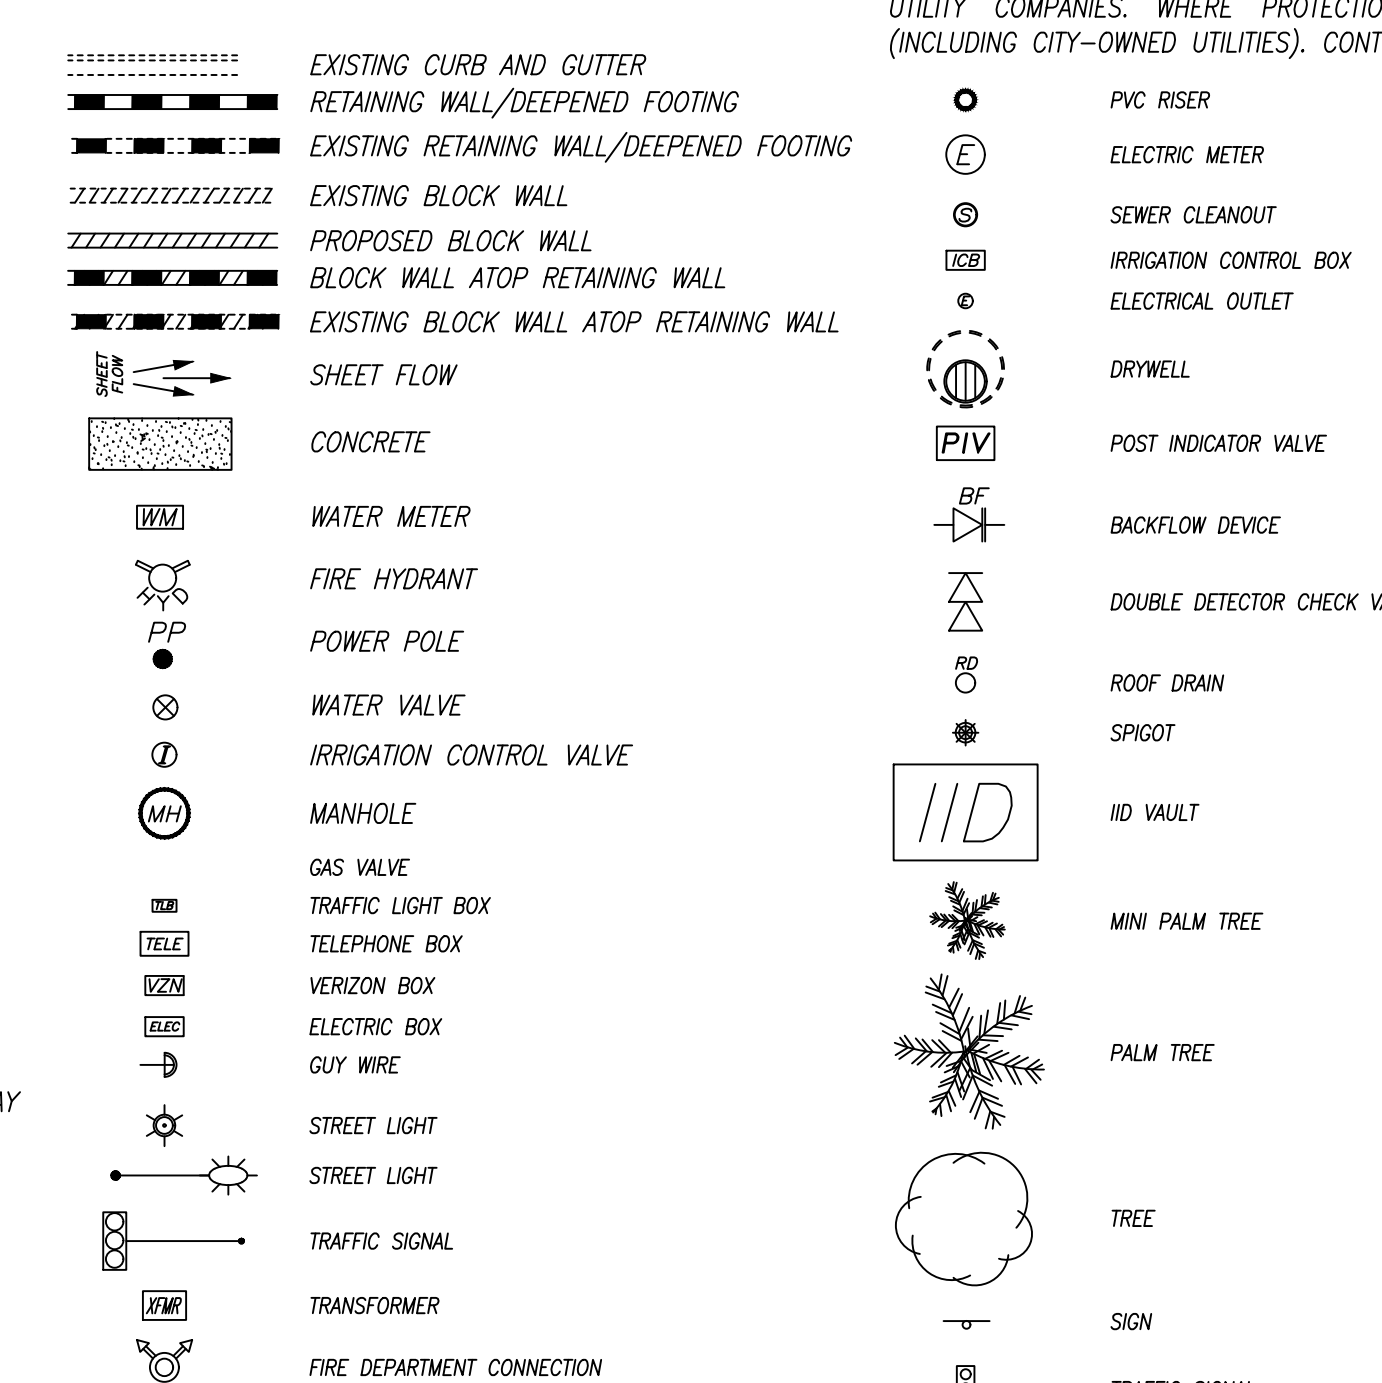 UTILITY COMPANIES. WHERE
(INCLUDING CITY-OWNED UTILITIES).
EXISTING CURB AND GUTTER
RETAINING WALL/DEEPENED FOOTING
EXISTING RETAINING WALL/DEEPENED FOOTING
EXISTING BLOCK WALL
PROPOSED BLOCK WALL
BLOCK WALL ATOP RETAINING WALL
EXISTING BLOCK WALL ATOP RETAINING WALL
SHEET
FLOW
SHEET FLOW
CONCRETE
WM
WATER METER
HYD
FIRE HYDRANT
PP
POWER POLE
WATER VALVE
I
IRRIGATION CONTROL VALVE
MH
MANHOLE
GAS VALVE
TLB
TRAFFIC LIGHT BOX
TELE
TELEPHONE BOX
VZN
VERIZON BOX
ELEC
ELECTRIC BOX
GUY WIRE
STREET LIGHT
STREET LIGHT
TRAFFIC SIGNAL
XFMR
TRANSFORMER
FIRE DEPARTMENT CONNECTION
PVC RISER
E
ELECTRIC METER
S
SEWER CLEANOUT
ICB
IRRIGATION CONTROL BOX
E
ELECTRICAL OUTLET
DRYWELL
PIV
POST INDICATOR VALVE
BF
BACKFLOW DEVICE
DOUBLE DETECTOR CHECK
RD
ROOF DRAIN
SPIGOT
IID
IID VAULT
MINI PALM TREE
PALM TREE
TREE
SIGN